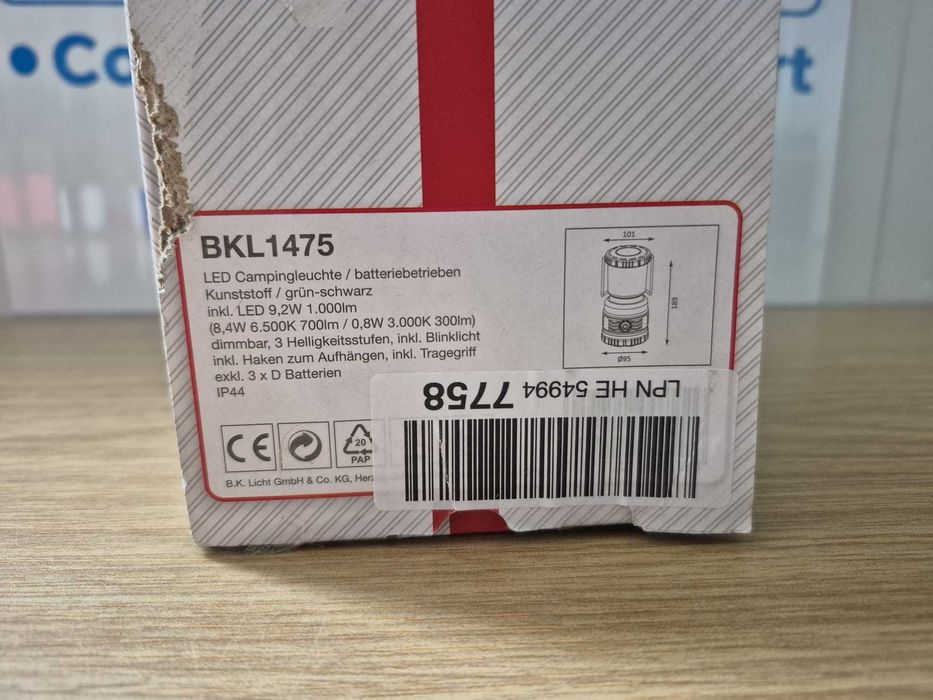 BKL1475
LED Campingleuchte / batteriebetrieben
Kunststoff / grün-schwarz
inkl. LED 9,2W 1.000lm
(8,4W 6.500K 700lm / 0,8W 3.000K 300lm)
dimmbar, 3 Helligkeitsstufen, inkl. Blinklicht
inkl. Haken zum Aufhängen, inkl. Tragegriff
exkl. 3 x D Batterien
IP44
101
189
Ø95
LPN HE 54994 7758
CE
20
PAP
B.K. Licht GmbH & Co. KG,